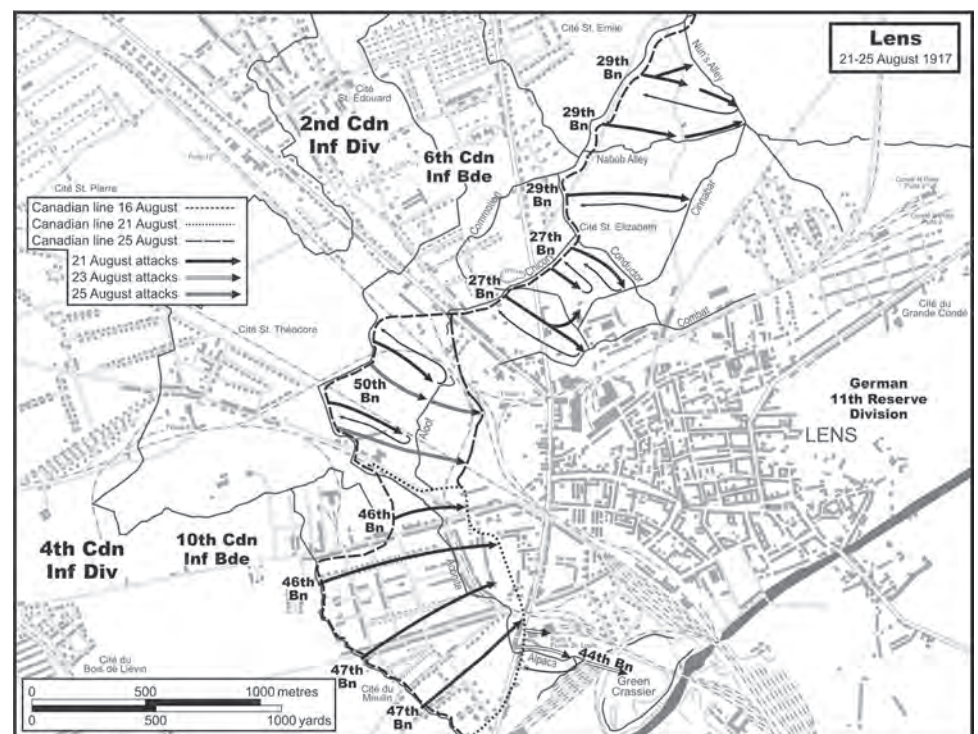 Lens
21-25 August 1917
Cité St. Emile
Nun's Alley
29th
Bn
Cité
St. Edouard
2nd Cdn
Inf Div
29th
Bn
6th Cdn
Inf Bde
Nabob Alley
Cité St. Pierre
Canadian line 16 August
Canadian line 21 August
Canadian line 25 August
21 August attacks
23 August attacks
25 August attacks
29th
Bn
Commotion
Cinnabar
Cité St. Elizabeth
27th
Bn
Chicory
Conductor
27th
Bn
Combat
Cité du
Grande Condé
Cité St. Théodore
50th
Bn
Aloof
German
11th Reserve
Division
LENS
46th
Bn
4th Cdn
Inf Div
10th Cdn
Inf Bde
46th
Bn
Aconite
47th
Bn
Alpaca
44th Bn
Green
Crassier
Cité du
Bois de Liévin
Cité du
Moulin
47th
Bn
0 500 1000 metres
0 500 1000 yards